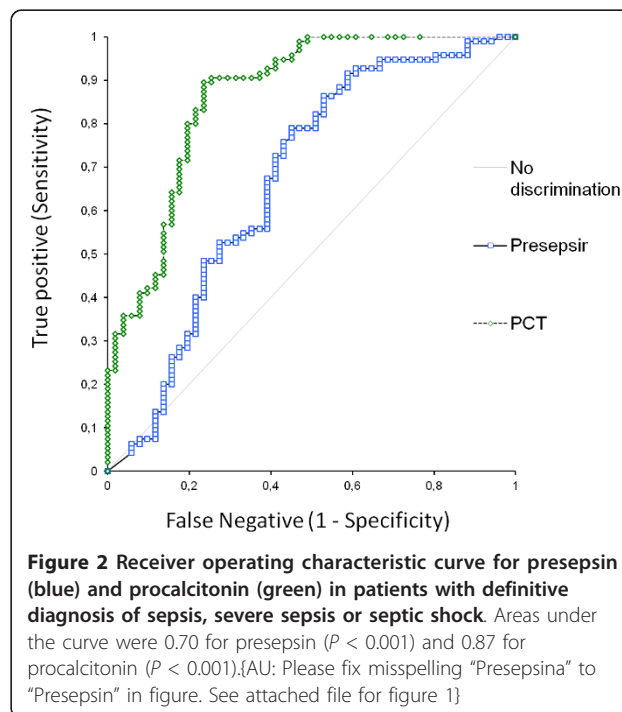 1
0,9
0,8
0,7
0,6
0,5
0,4
0,3
0,2
0,1
0
True positive (Sensitivity)
0
0,2
0,4
0,6
0,8
1
False Negative (1 - Specificity)
No
discrimination
Presepsir
PCT
Figure 2 Receiver operating characteristic curve for presepsin
(blue) and procalcitonin (green) in patients with definitive
diagnosis of sepsis, severe sepsis or septic shock. Areas under
the curve were 0.70 for presepsin (P < 0.001) and 0.87 for
procalcitonin (P < 0.001).{AU: Please fix misspelling “Presepsina” to
“Presepsin” in figure. See attached file for figure 1}